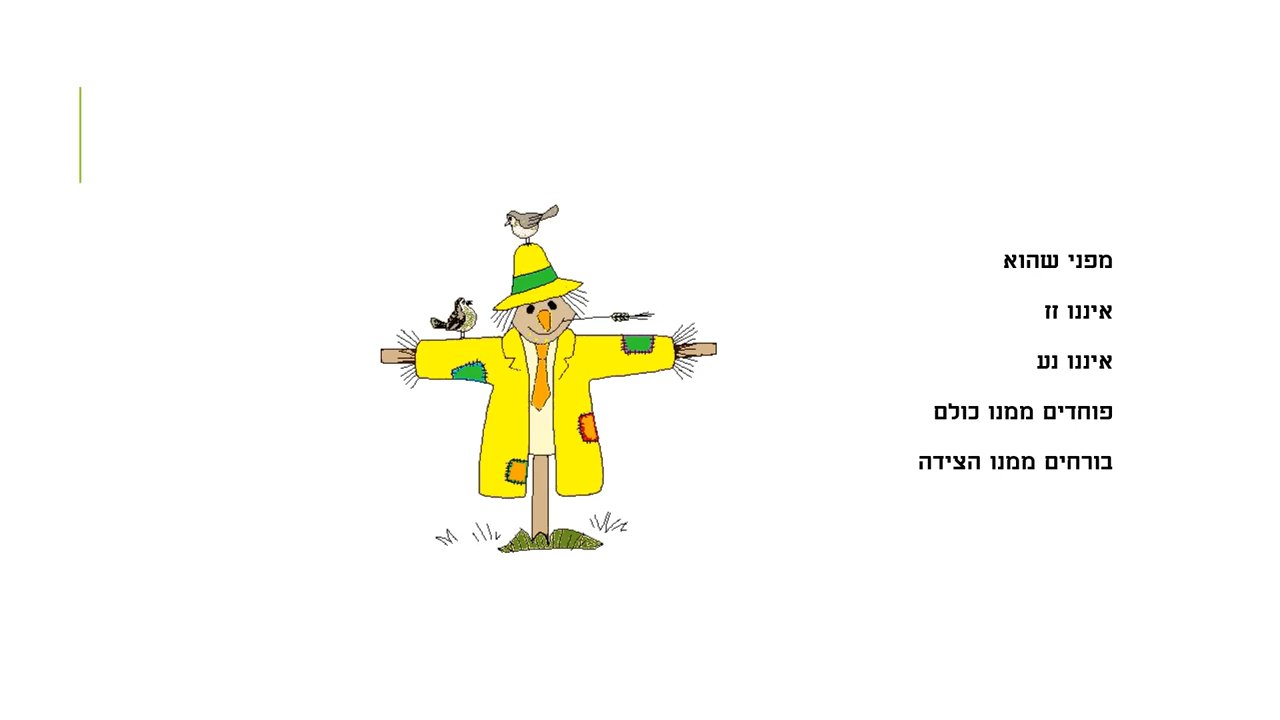 מפני שהוא
איננו זז
איננו נע
פוחדים ממנו כולם
בורחים ממנו הצידה